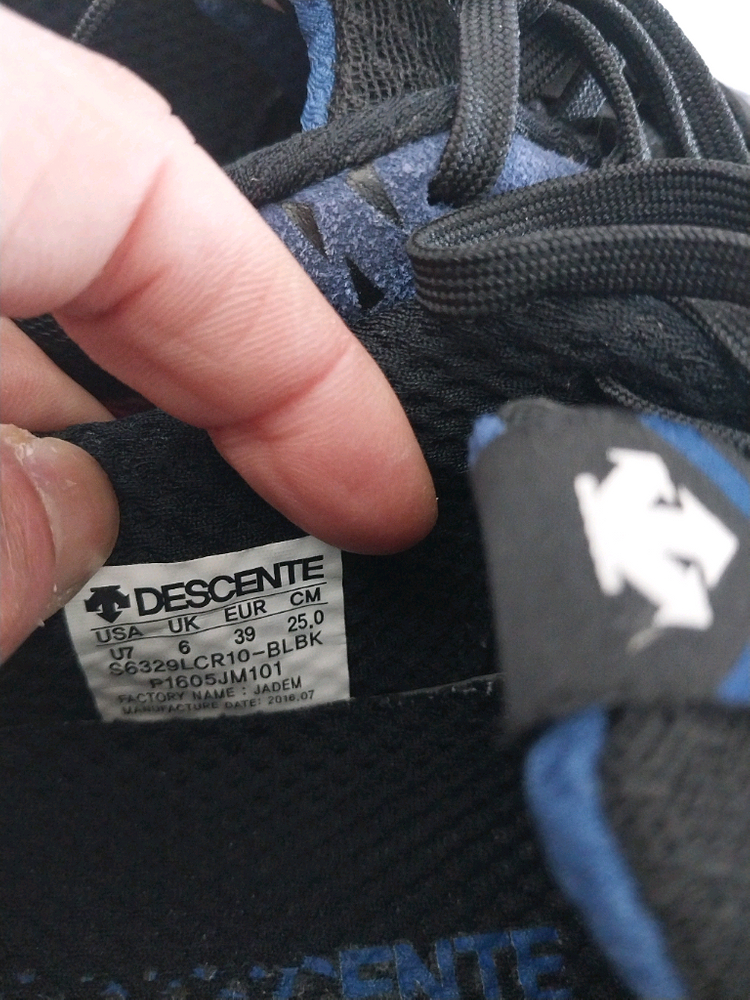 DESCENTE
USA UK EUR CM
U7 6 39 25.0
S6329LCR10-BLBK
P1605JM101
FACTORY NAME : JADEM
MANUFACTURE DATE: 2016.07